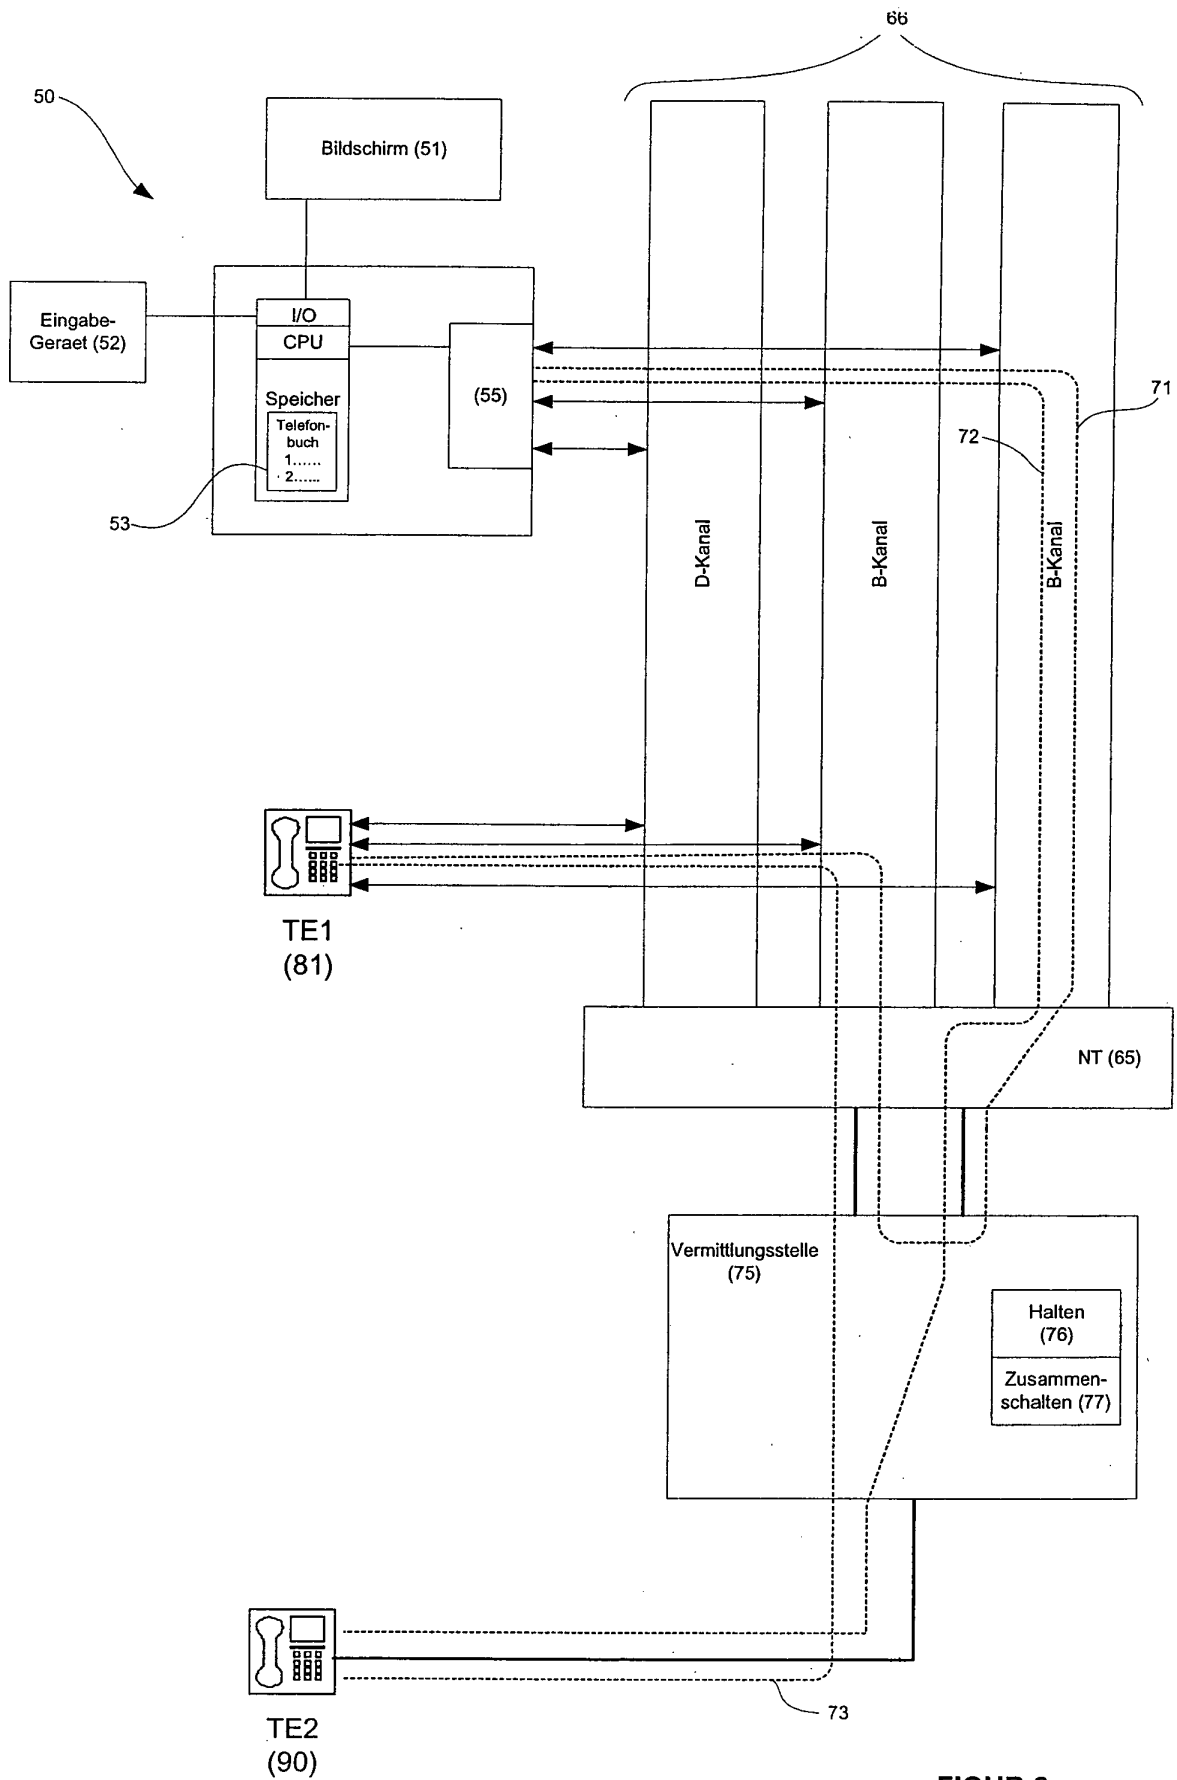 66
50
Bildschirm (51)
Eingabe-
Geraet (52)
I/O
CPU
Speicher
Telefon-
buch
1......
2......
(55)
53
71
72
D-Kanal
B-Kanal
B-Kanal
TE1
(81)
NT (65)
Vermittlungsstelle
(75)
Halten
(76)
Zusammen-
schalten (77)
73
TE2
(90)